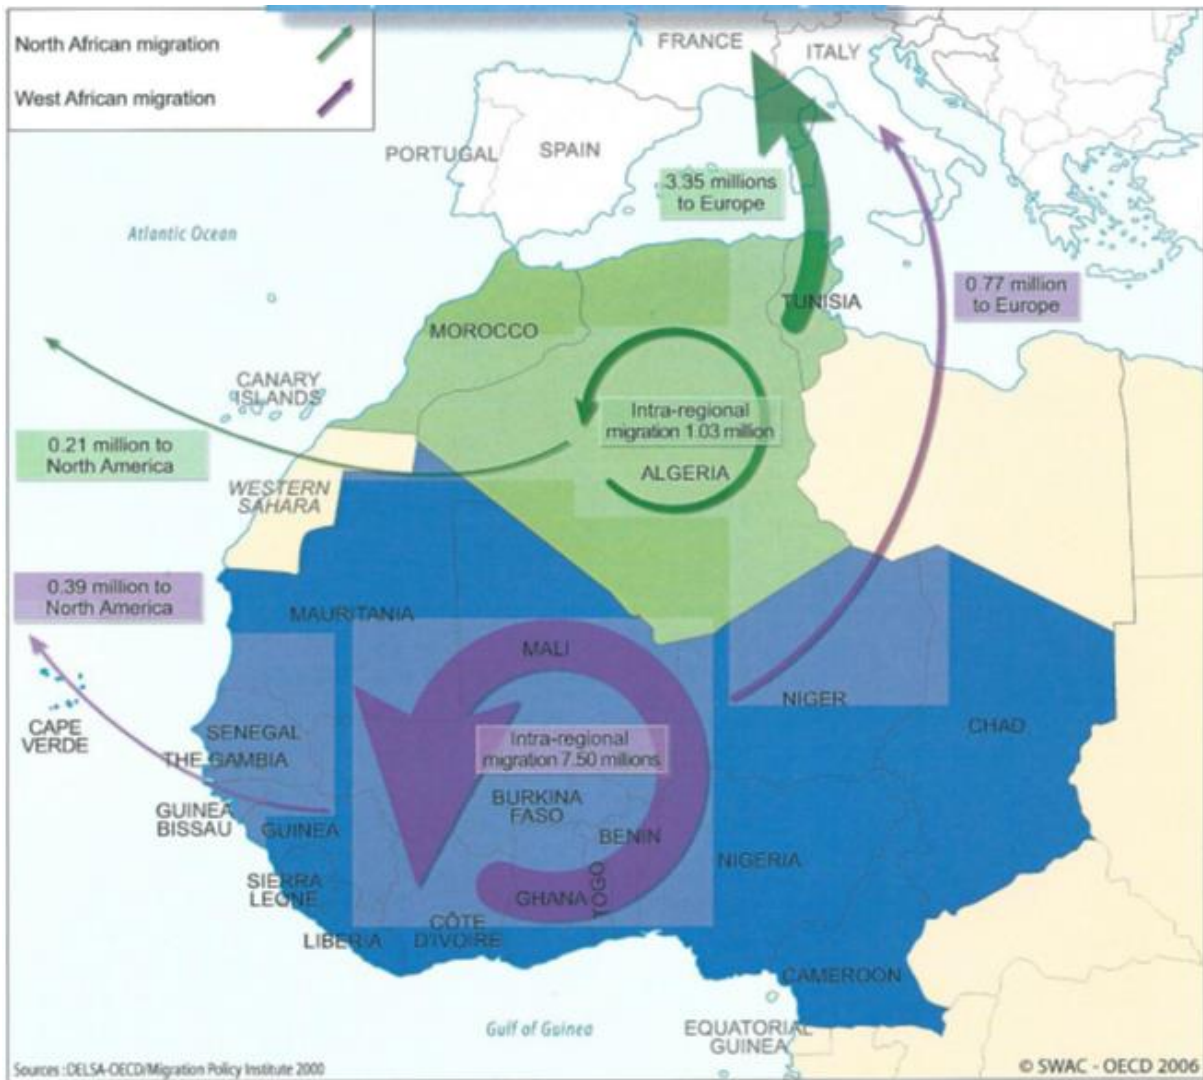 North African migration
West African migration
FRANCE
ITALY
PORTUGAL
SPAIN
3.35 millions
to Europe
Atlantic Ocean
0.77 million
to Europe
TUNISIA
MOROCCO
CANARY
ISLANDS
Intra-regional
migration 1.03 million
0.21 million to
North America
ALGERIA
WESTERN
SAHARA
0.39 million to
North America
MAURITANIA
MALI
NIGER
CHAD
CAPE
VERDE
SENEGAL
THE GAMBIA
Intra-regional
migration 7.50 millions
GUINEA
BISSAU
GUINEA
BURKINA
FASO
BENIN
NIGERIA
SIERRA
LEONE
GHANA
TOGO
LIBERIA
CÔTE
D'IVOIRE
CAMEROON
Gulf of Guinea
EQUATORIAL
GUINEA
Sources : DELSA-OECD/Migration Policy Institute 2000
© SWAC - OECD 2006